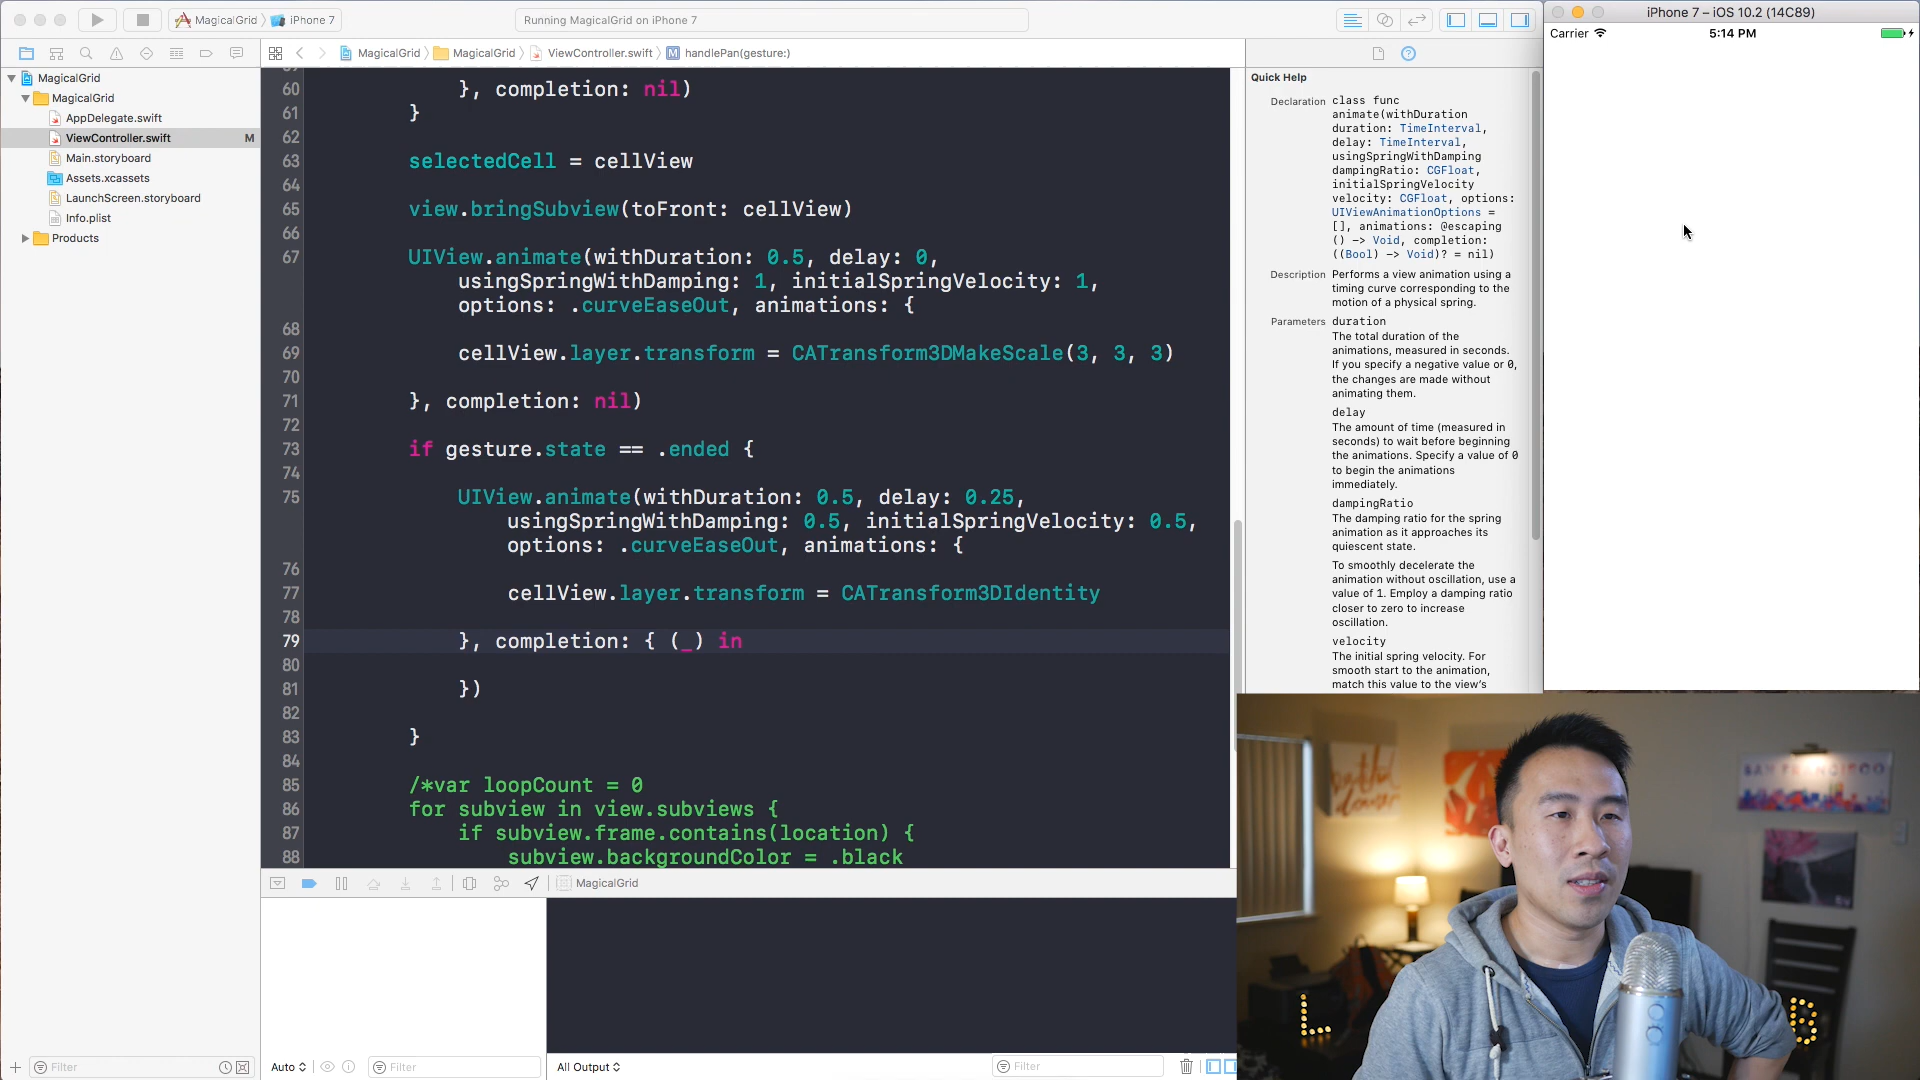 MagicalGrid
iPhone 7
Running MagicalGrid on iPhone 7
iPhone 7 – iOS 10.2 (14C89)
Carrier
5:14 PM
MagicalGrid
MagicalGrid
ViewController.swift
M
handlePan(gesture:)
MagicalGrid
MagicalGrid
AppDelegate.swift
ViewController.swift
M
Main.storyboard
Assets.xcassets
LaunchScreen.storyboard
Info.plist
Products
60 }, completion: nil)
61 }
62
63 selectedCell = cellView
64
65 view.bringSubview(toFront: cellView)
66
67 UIView.animate(withDuration: 0.5, delay: 0,
usingSpringWithDamping: 1, initialSpringVelocity: 1,
options: .curveEaseOut, animations: {
68
69 cellView.layer.transform = CATransform3DMakeScale(3, 3, 3)
70
71 }, completion: nil)
72
73 if gesture.state == .ended {
74
75 UIView.animate(withDuration: 0.5, delay: 0.25,
usingSpringWithDamping: 0.5, initialSpringVelocity: 0.5,
options: .curveEaseOut, animations: {
76
77 cellView.layer.transform = CATransform3DIdentity
78
79 }, completion: { (_) in
80
81 })
82
83 }
84
85 /*var loopCount = 0
86 for subview in view.subviews {
87 if subview.frame.contains(location) {
88 subview.backgroundColor = .black
Quick Help
Declaration class func
animate(withDuration
duration: TimeInterval,
delay: TimeInterval,
usingSpringWithDamping
dampingRatio: CGFloat,
initialSpringVelocity
velocity: CGFloat, options:
UIViewAnimationOptions =
[], animations: @escaping
() -> Void, completion:
((Bool) -> Void)? = nil)
Description Performs a view animation using a
timing curve corresponding to the
motion of a physical spring.
Parameters duration
The total duration of the
animations, measured in seconds.
If you specify a negative value or 0,
the changes are made without
animating them.
delay
The amount of time (measured in
seconds) to wait before beginning
the animations. Specify a value of 0
to begin the animations
immediately.
dampingRatio
The damping ratio for the spring
animation as it approaches its
quiescent state.
To smoothly decelerate the
animation without oscillation, use a
value of 1. Employ a damping ratio
closer to zero to increase
oscillation.
velocity
The initial spring velocity. For
smooth start to the animation,
match this value to the view's
MagicalGrid
Filter
Auto
Filter
All Output
Filter
SAN FRANCISCO
L
B